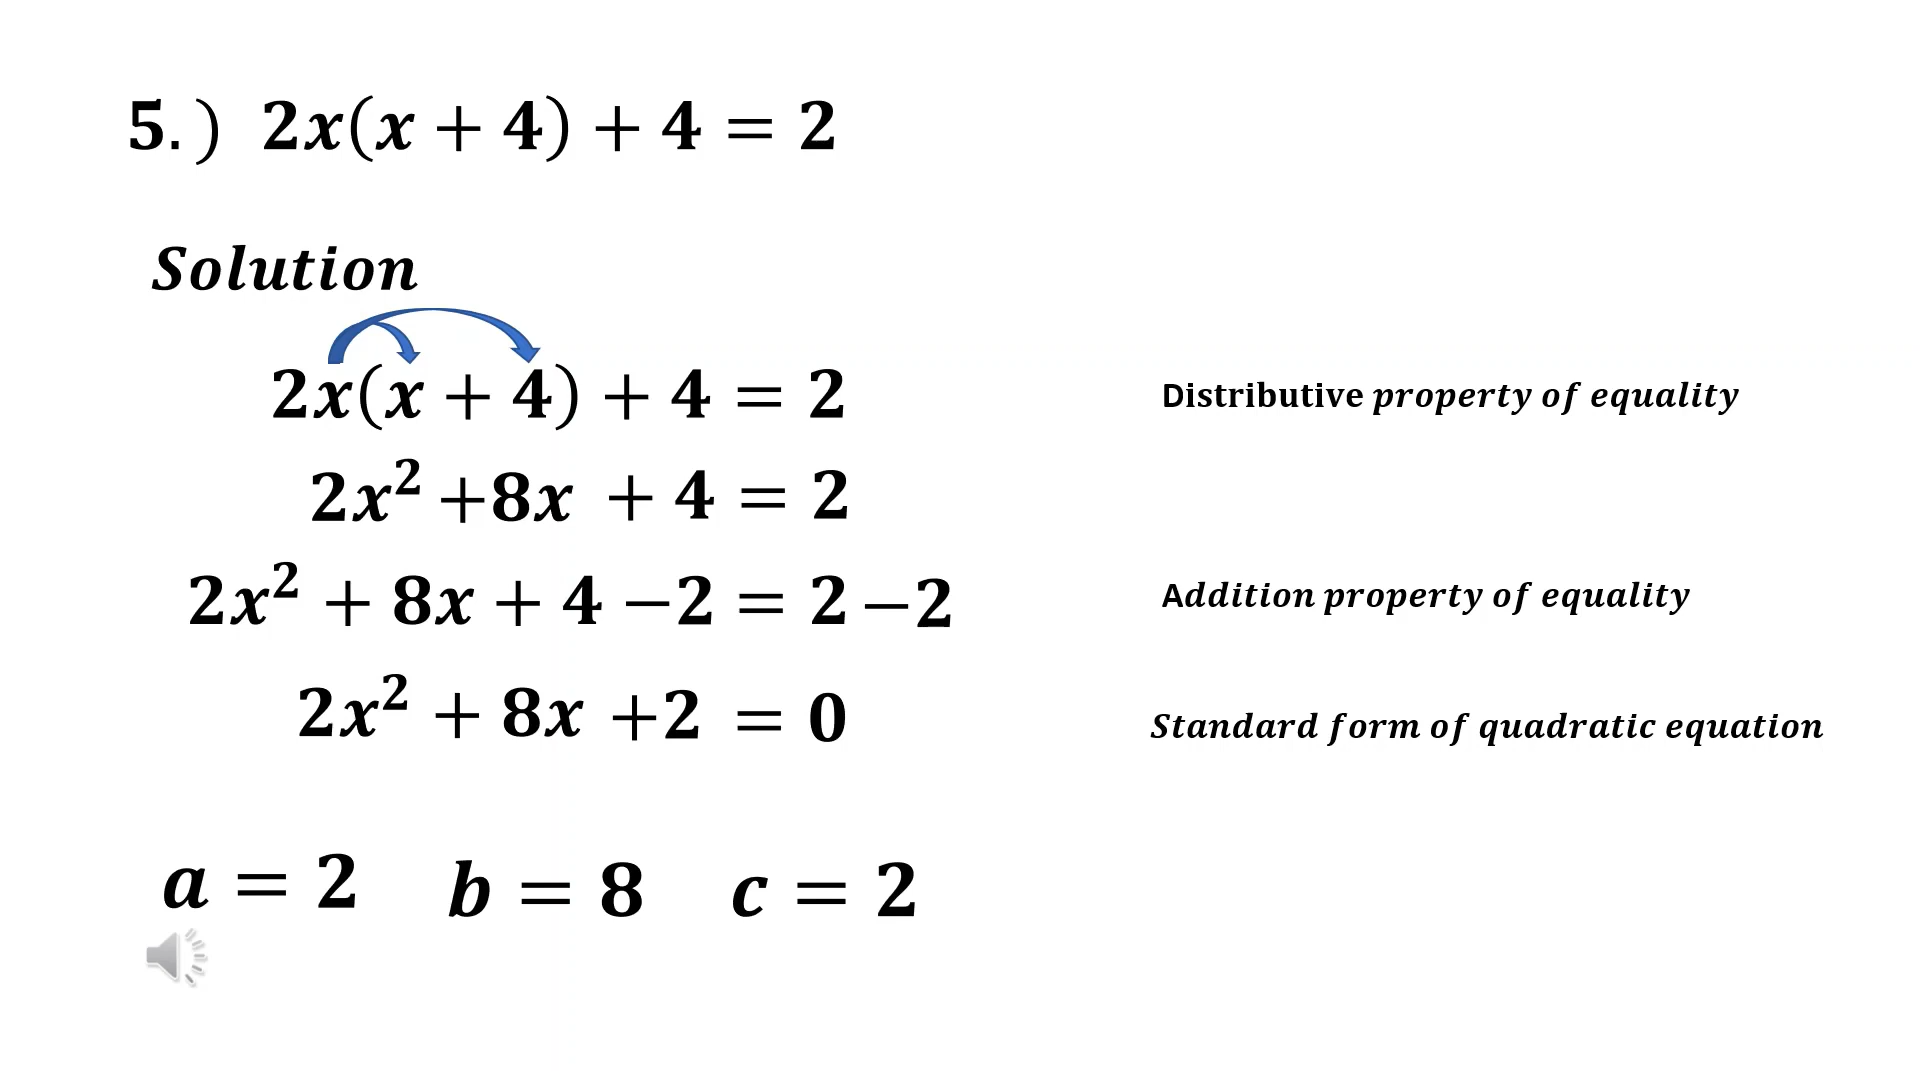 5.) 2x(x + 4) + 4 = 2
Solution
2x(x + 4) + 4 = 2 Distributive property of equality
2x² +8x + 4 = 2
2x² + 8x + 4 −2 = 2 −2 Addition property of equality
2x² + 8x +2 = 0 Standard form of quadratic equation
a = 2 b = 8 c = 2